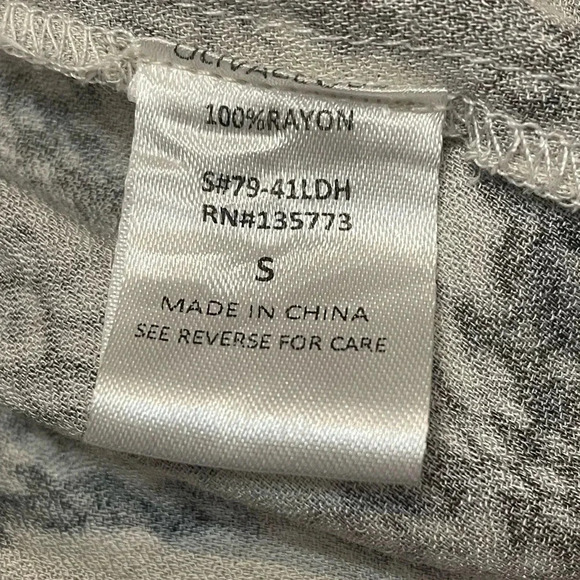 100%RAYON
S#79-41LDH
RN#135773
S
MADE IN CHINA
SEE REVERSE FOR CARE